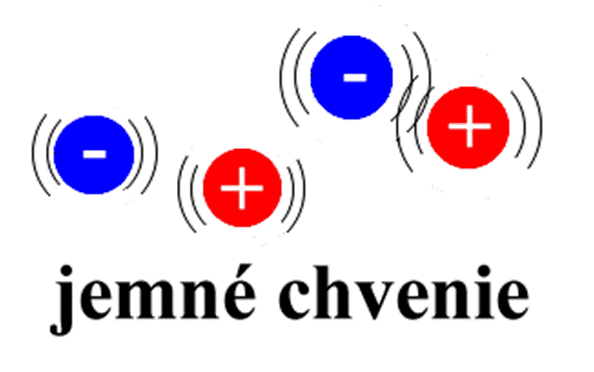 - +
- +
jemné chvenie